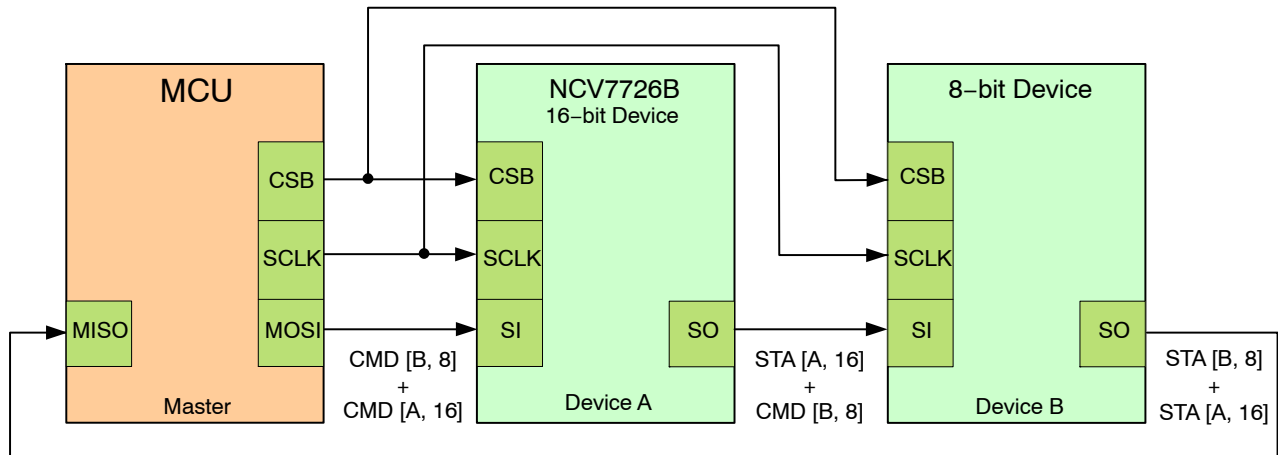 MCU
CSB
SCLK
MISO
MOSI
Master
CMD [B, 8]
+
CMD [A, 16]
NCV7726B
16−bit Device
CSB
SCLK
SI
SO
Device A
STA [A, 16]
+
CMD [B, 8]
8−bit Device
CSB
SCLK
SI
SO
Device B
STA [B, 8]
+
STA [A, 16]